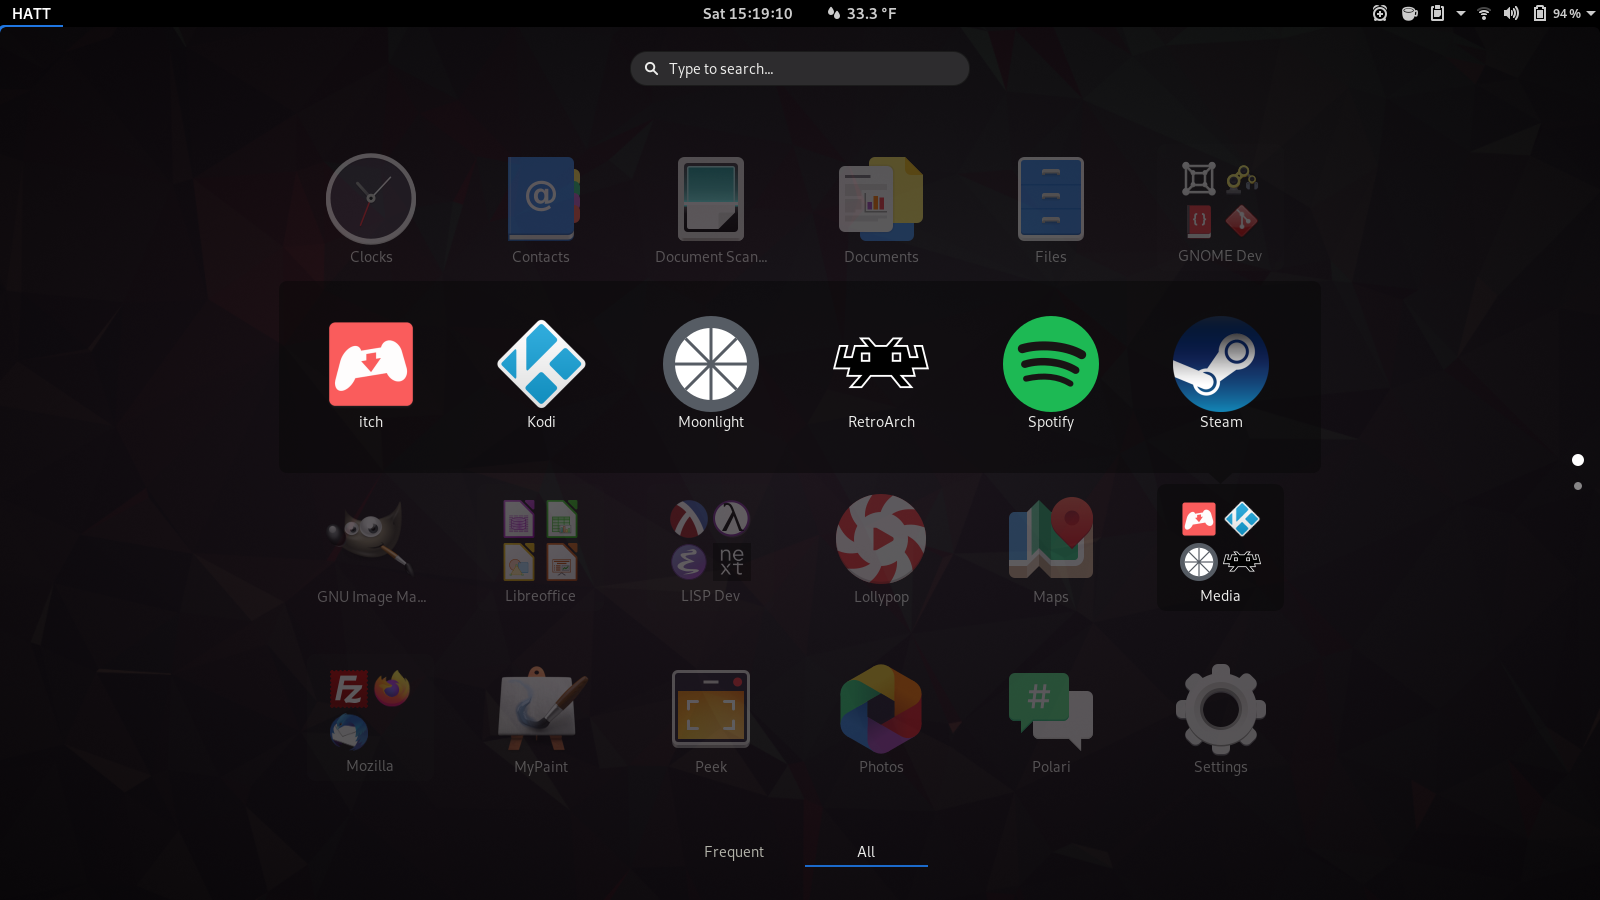 HATT
Sat 15:19:10
33.3 °F
94 %
Type to search...
@
{ }
Clocks
Contacts
Document Scan...
Documents
Files
GNOME Dev
itch
Kodi
Moonlight
RetroArch
Spotify
Steam
λ
next
GNU Image Ma...
Libreoffice
LISP Dev
Lollypop
Maps
Media
Fz
#
Mozilla
MyPaint
Peek
Photos
Polari
Settings
Frequent
All